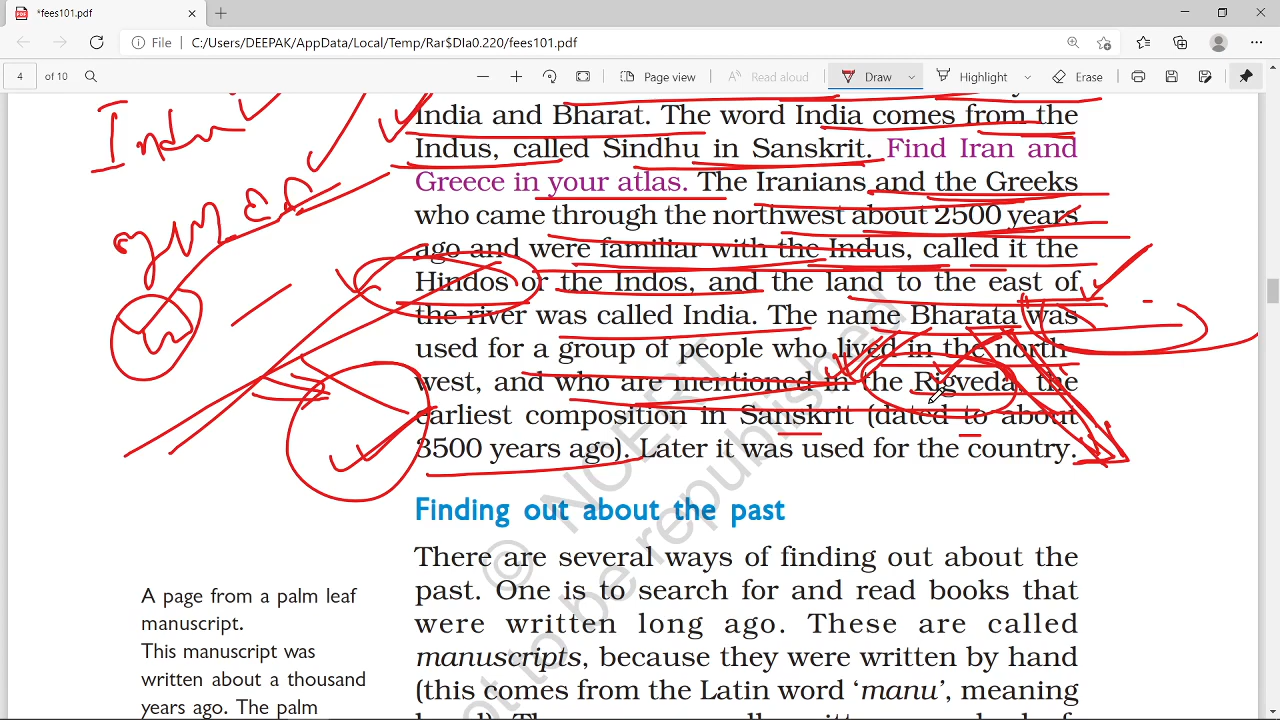 *fees101.pdf
File C:/Users/DEEPAK/AppData/Local/Temp/Rar$DIa0.220/fees101.pdf
4 of 10 Page view Read aloud Draw Highlight Erase
India and Bharat. The word India comes from the
Indus, called Sindhu in Sanskrit. Find Iran and
Greece in your atlas. The Iranians and the Greeks
who came through the northwest about 2500 years
ago and were familiar with the Indus, called it the
Hindos or the Indos, and the land to the east of
the river was called India. The name Bharata was
used for a group of people who lived in the north-
west, and who are mentioned in the Rigveda, the
earliest composition in Sanskrit (dated to about
3500 years ago). Later it was used for the country.
Finding out about the past
There are several ways of finding out about the
past. One is to search for and read books that
were written long ago. These are called
manuscripts, because they were written by hand
(this comes from the Latin word ‘manu’, meaning
A page from a palm leaf
manuscript.
This manuscript was
written about a thousand
years ago. The palm
© NCERT
not to be republished